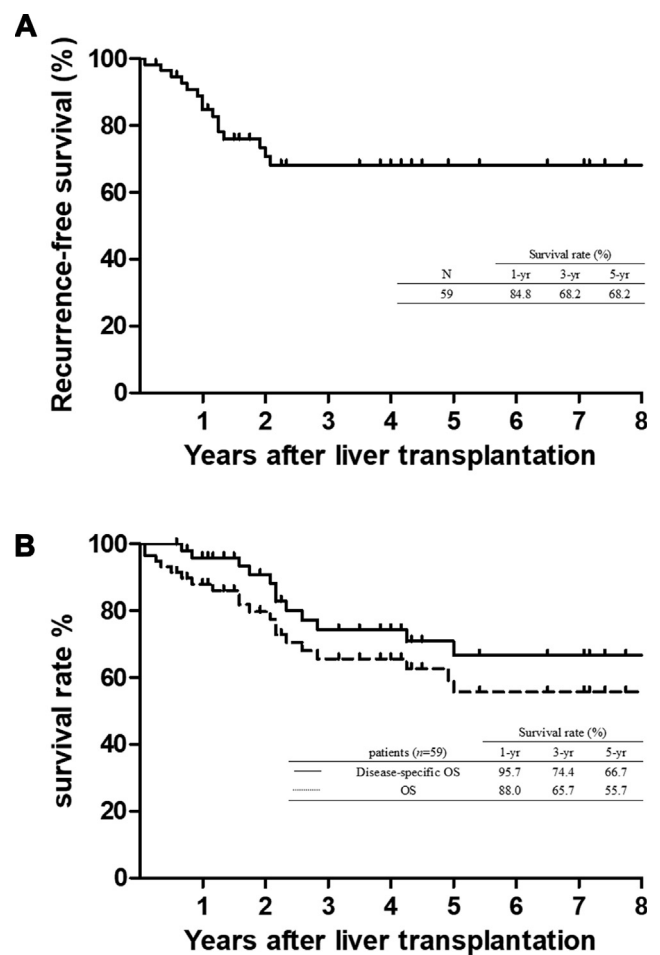 A
Recurrence-free survival (%)
100
80
60
40
20
0
Survival rate (%)
N 1-yr 3-yr 5-yr
59 84.8 68.2 68.2
1 2 3 4 5 6 7 8
Years after liver transplantation
B
survival rate %
100
80
60
40
20
0
Survival rate (%)
patients (n=59) 1-yr 3-yr 5-yr
Disease-specific OS 95.7 74.4 66.7
OS 88.0 65.7 55.7
1 2 3 4 5 6 7 8
Years after liver transplantation